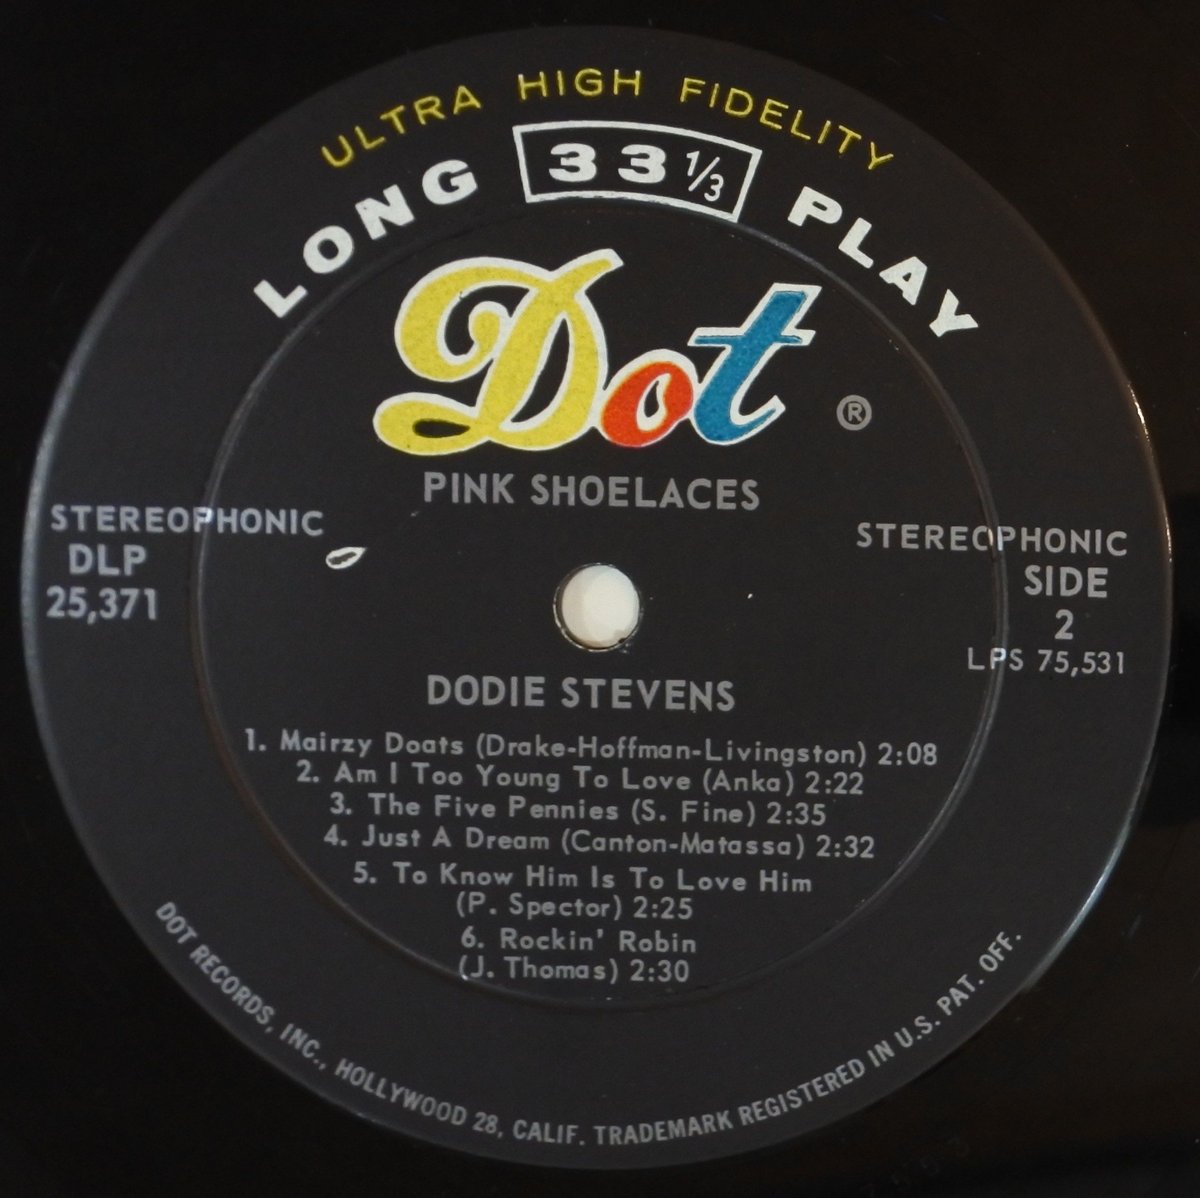 ULTRA HIGH FIDELITY
LONG 33 1/3 PLAY
Dot ®
PINK SHOELACES
STEREOPHONIC
DLP
25,371
STEREOPHONIC
SIDE
2
LPS 75,531
DODIE STEVENS
1. Mairzy Doats (Drake-Hoffman-Livingston) 2:08
2. Am I Too Young To Love (Anka) 2:22
3. The Five Pennies (S. Fine) 2:35
4. Just A Dream (Canton-Matassa) 2:32
5. To Know Him Is To Love Him
(P. Spector) 2:25
6. Rockin' Robin
(J. Thomas) 2:30
DOT RECORDS, INC., HOLLYWOOD 28, CALIF. TRADEMARK REGISTERED IN U.S. PAT. OFF.